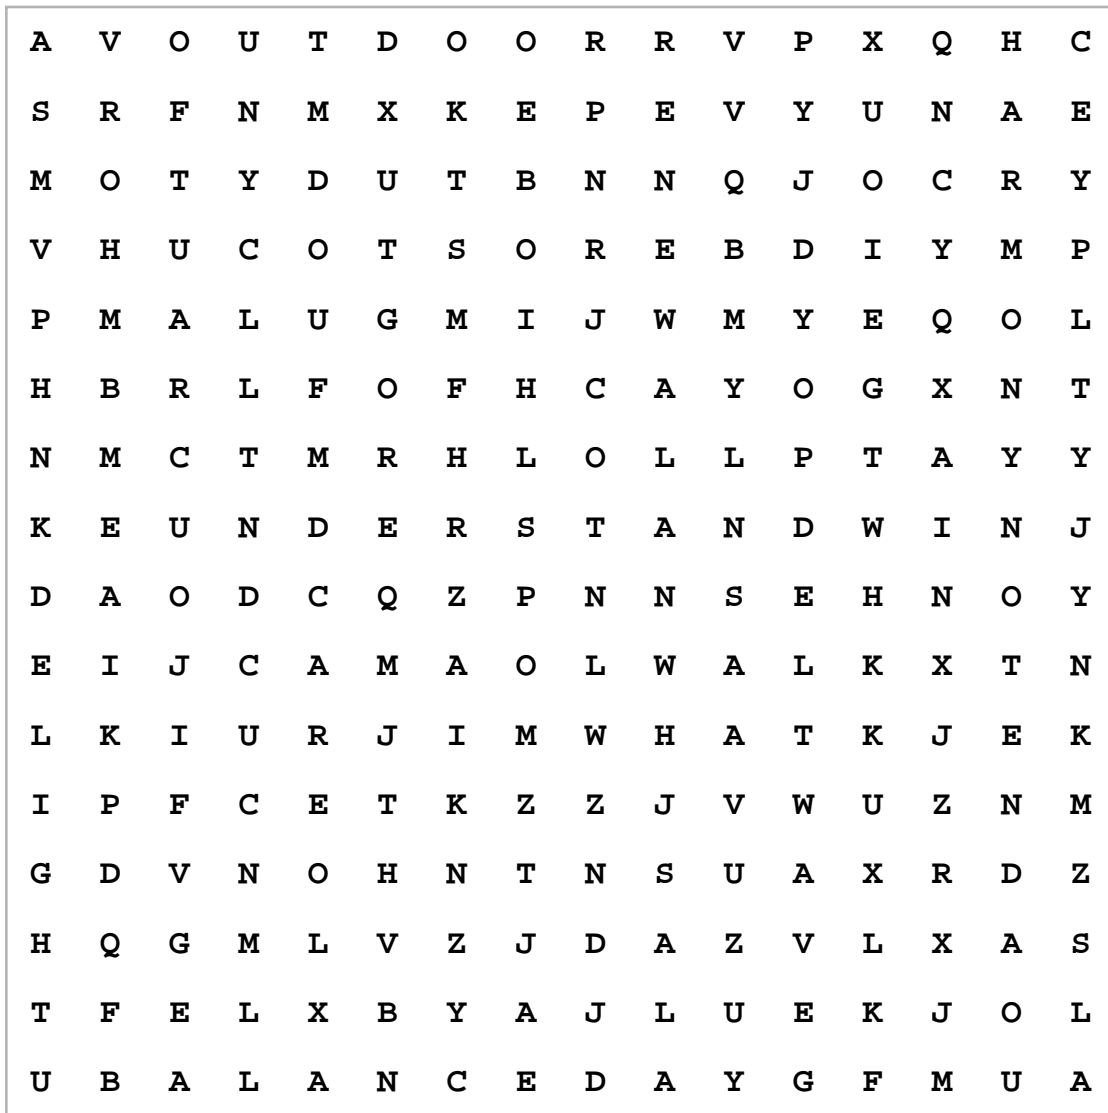 A V O U T D O O R R V P X Q H C
S R F N M X K E P E V Y U N A E
M O T Y D U T B N N Q J O C R Y
V H U C O T S O R E B D I Y M P
P M A L U G M I J W M Y E Q O L
H B R L F O F H C A Y O G X N T
N M C T M R H L O L L P T A Y Y
K E U N D E R S T A N D W I N J
D A O D C Q Z P N N S E H N O Y
E I J C A M A O L W A L K X T N
L K I U R J I M W H A T K J E K
I P F C E T K Z Z J V W U Z N M
G D V N O H N T N S U A X R D Z
H Q G M L V Z J D A Z V L X A S
T F E L X B Y A J L U E K J O L
U B A L A N C E D A Y G F M U A